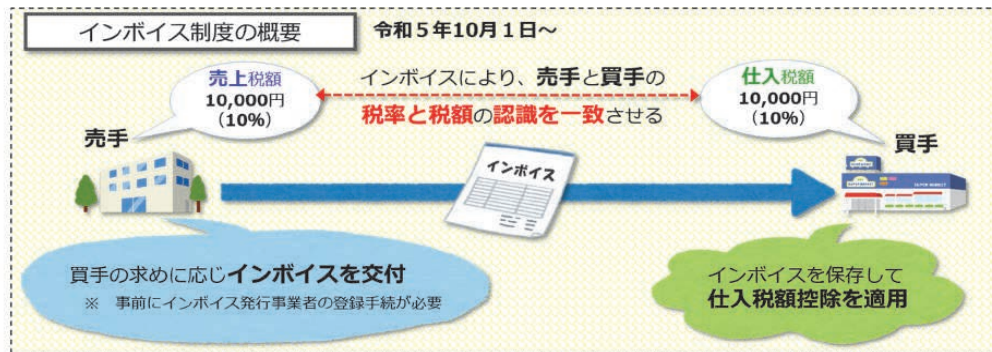 インボイス制度の概要
令和５年10月１日～
売上税額
10,000円
（10%）
インボイスにより、売手と買手の
税率と税額の認識を一致させる
仕入税額
10,000円
（10%）
売手
買手
インボイス
買手の求めに応じインボイスを交付
※　事前にインボイス発行事業者の登録手続が必要
インボイスを保存して
仕入税額控除を適用